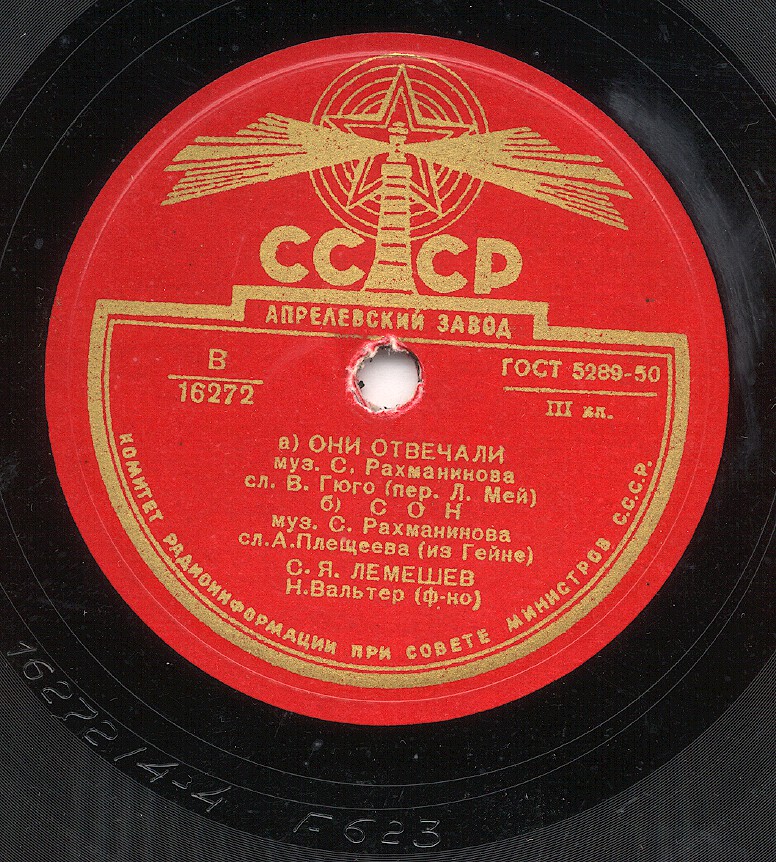 СССР
АПРЕЛЕВСКИЙ ЗАВОД
В
16272
ГОСТ 5289-50
III кл.
а) ОНИ ОТВЕЧАЛИ
муз. С. Рахманинова
сл. В. Гюго (пер. Л. Мей)
б) СОН
муз. С. Рахманинова
сл. А. Плещеева (из Гейне)
С. Я. ЛЕМЕШЕВ
Н. Вальтер (ф-но)
КОМИТЕТ РАДИОИНФОРМАЦИИ ПРИ СОВЕТЕ МИНИСТРОВ С.С.С.Р.
16272/4-4
F623